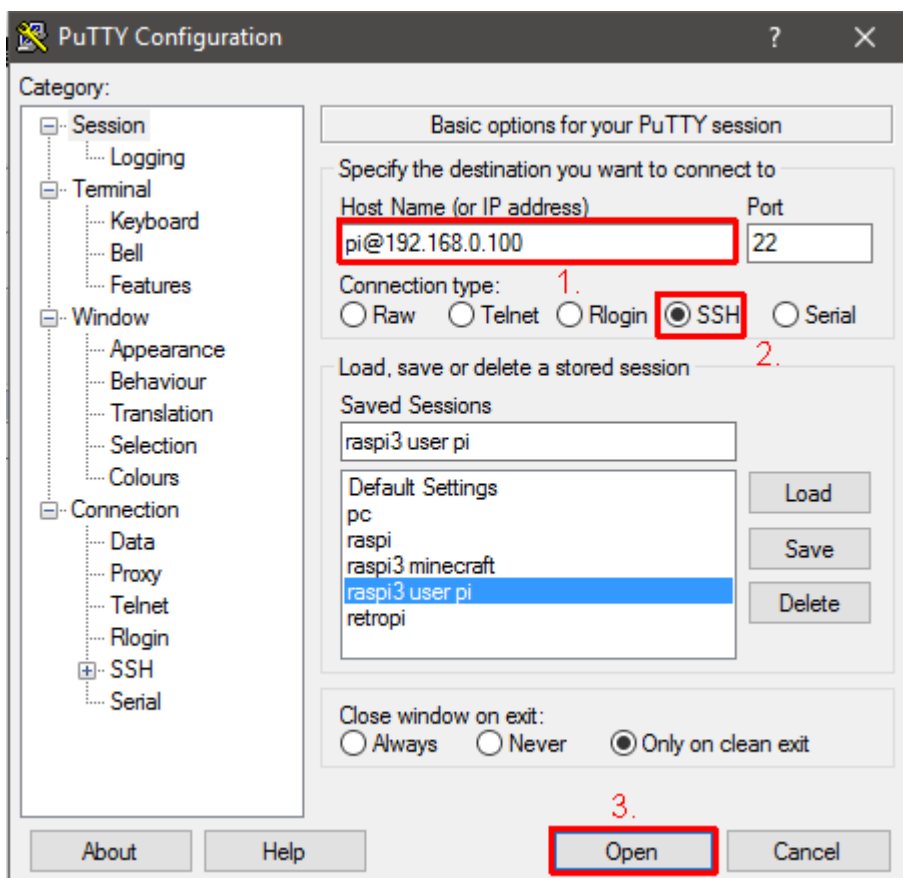 PuTTY Configuration ? ×
Category:
Session
Logging
Terminal
Keyboard
Bell
Features
Window
Appearance
Behaviour
Translation
Selection
Colours
Connection
Data
Proxy
Telnet
Rlogin
SSH
Serial
Basic options for your PuTTY session
Specify the destination you want to connect to
Host Name (or IP address) Port
pi@192.168.0.100 22
1.
Connection type:
Raw Telnet Rlogin SSH Serial
2.
Load, save or delete a stored session
Saved Sessions
raspi3 user pi
Default Settings
pc
raspi
raspi3 minecraft
raspi3 user pi
retropi
Load
Save
Delete
Close window on exit:
Always Never Only on clean exit
3.
About Help Open Cancel